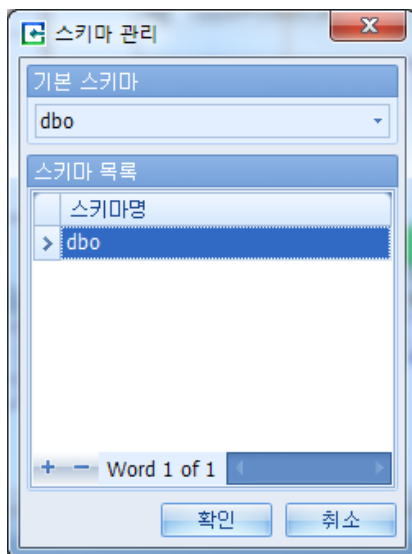 스키마 관리
기본 스키마
dbo
스키마 목록
스키마명
dbo
Word 1 of 1
확인 취소